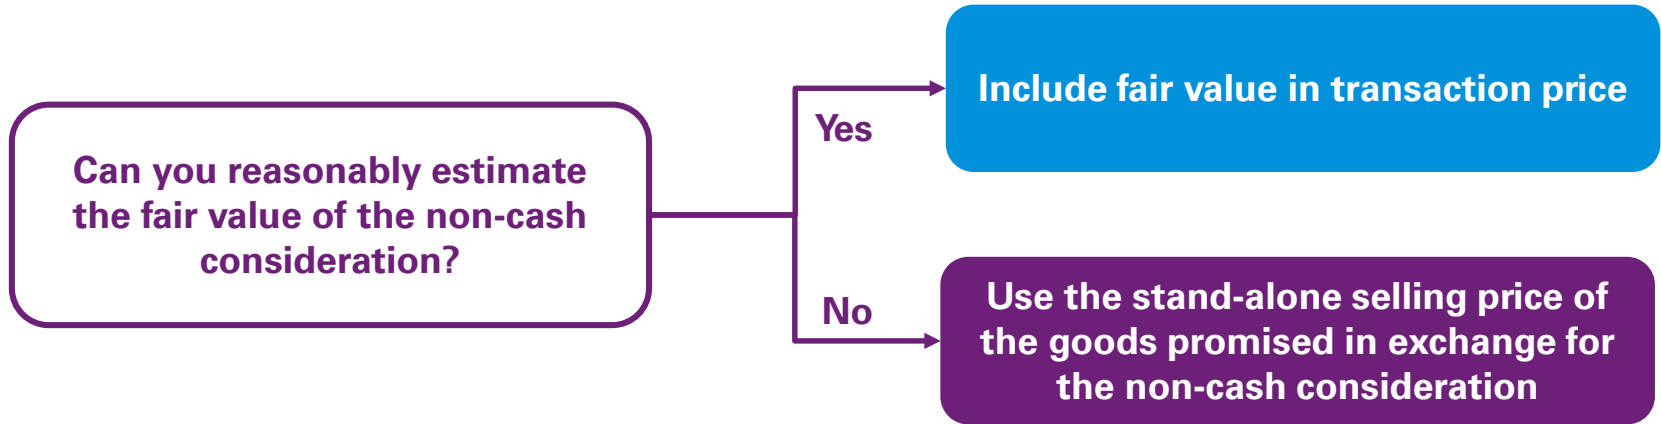 Can you reasonably estimate
the fair value of the non-cash
consideration?
Yes
Include fair value in transaction price
No
Use the stand-alone selling price of
the goods promised in exchange for
the non-cash consideration